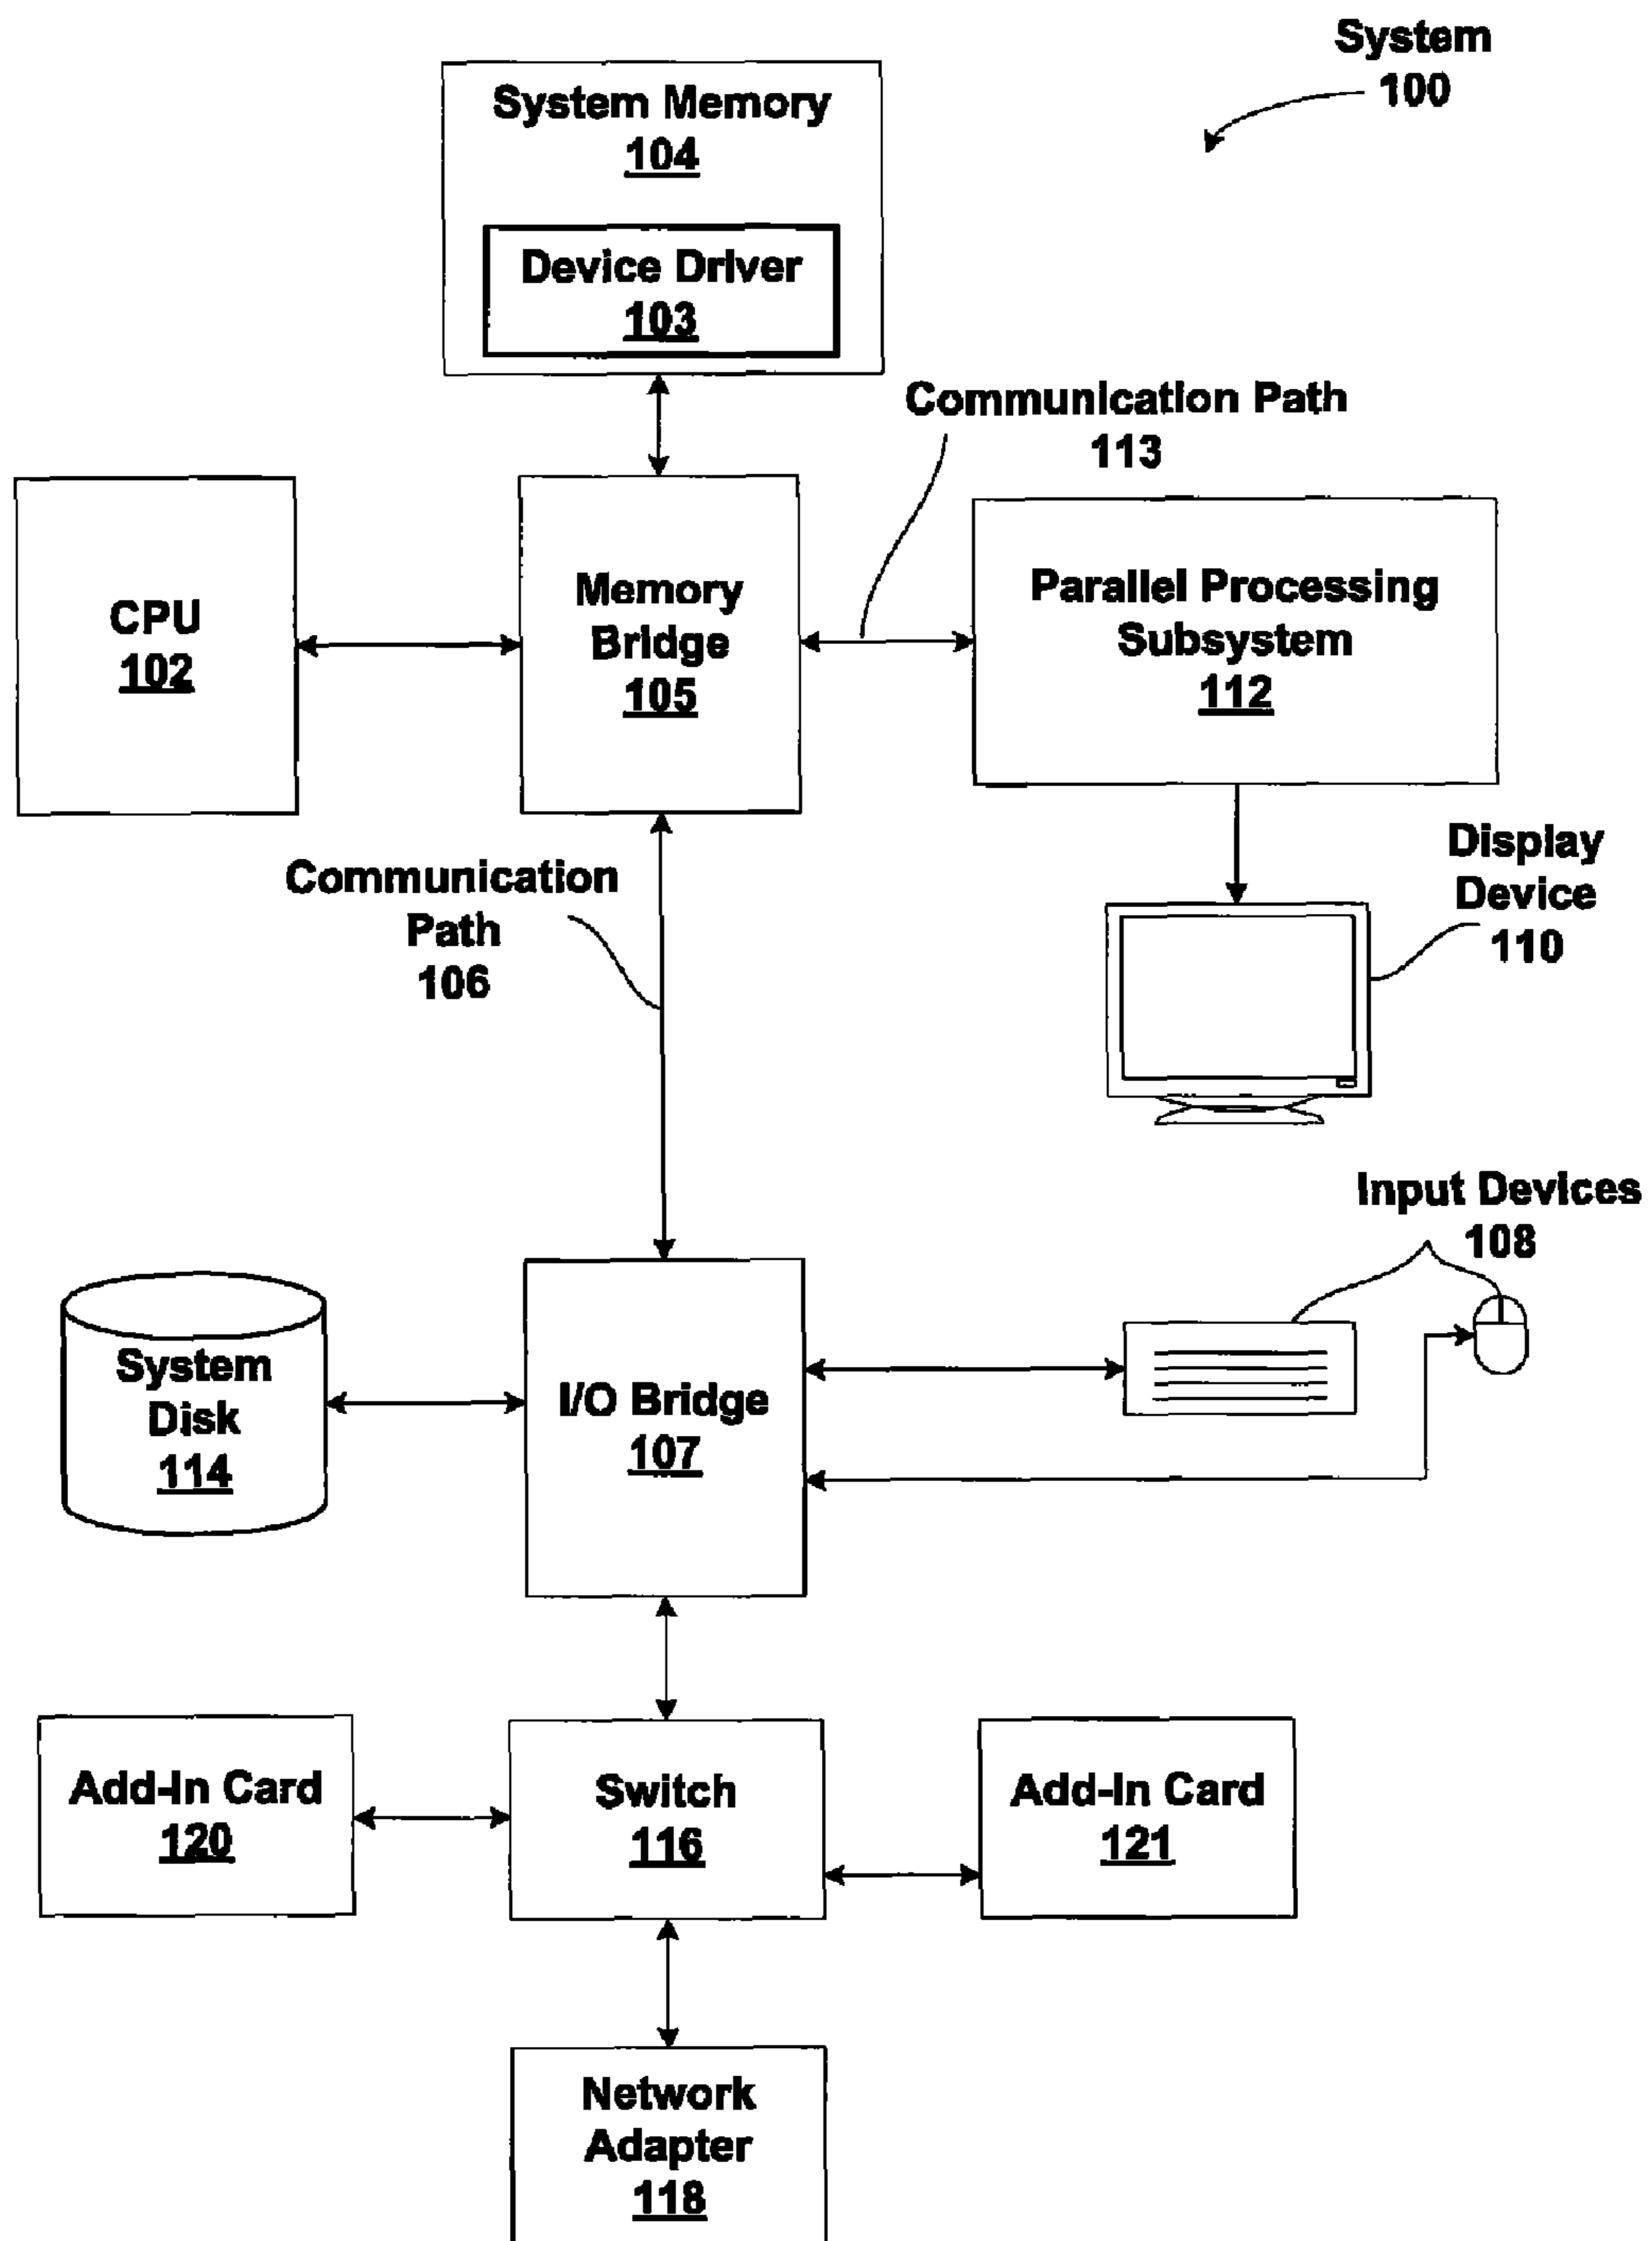 System
100
System Memory
104
Device Driver
103
Communication Path
113
CPU
102
Memory
Bridge
105
Parallel Processing
Subsystem
112
Communication
Path
106
Display
Device
110
Input Devices
108
System
Disk
114
I/O Bridge
107
Add-In Card
120
Switch
116
Add-In Card
121
Network
Adapter
118